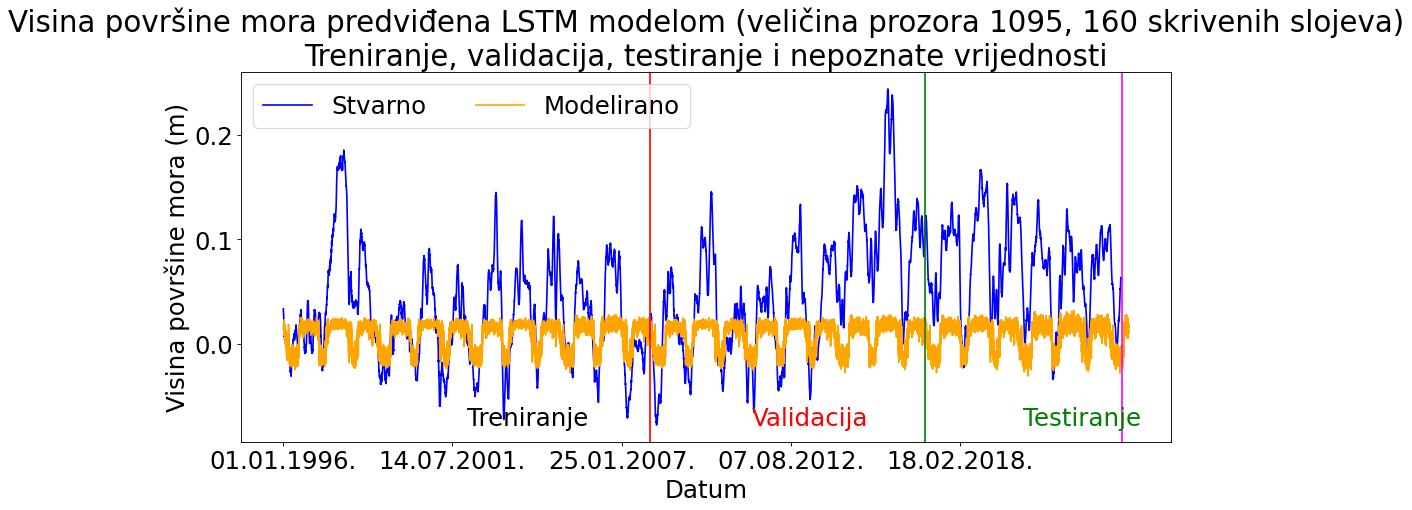 Visina površine mora predviđena LSTM modelom (veličina prozora 1095, 160 skrivenih slojeva)
Treniranje, validacija, testiranje i nepoznate vrijednosti
Stvarno
Modelirano
Visina površine mora (m)
0.2
0.1
0.0
Treniranje
Validacija
Testiranje
01.01.1996.
14.07.2001.
25.01.2007.
07.08.2012.
18.02.2018.
Datum